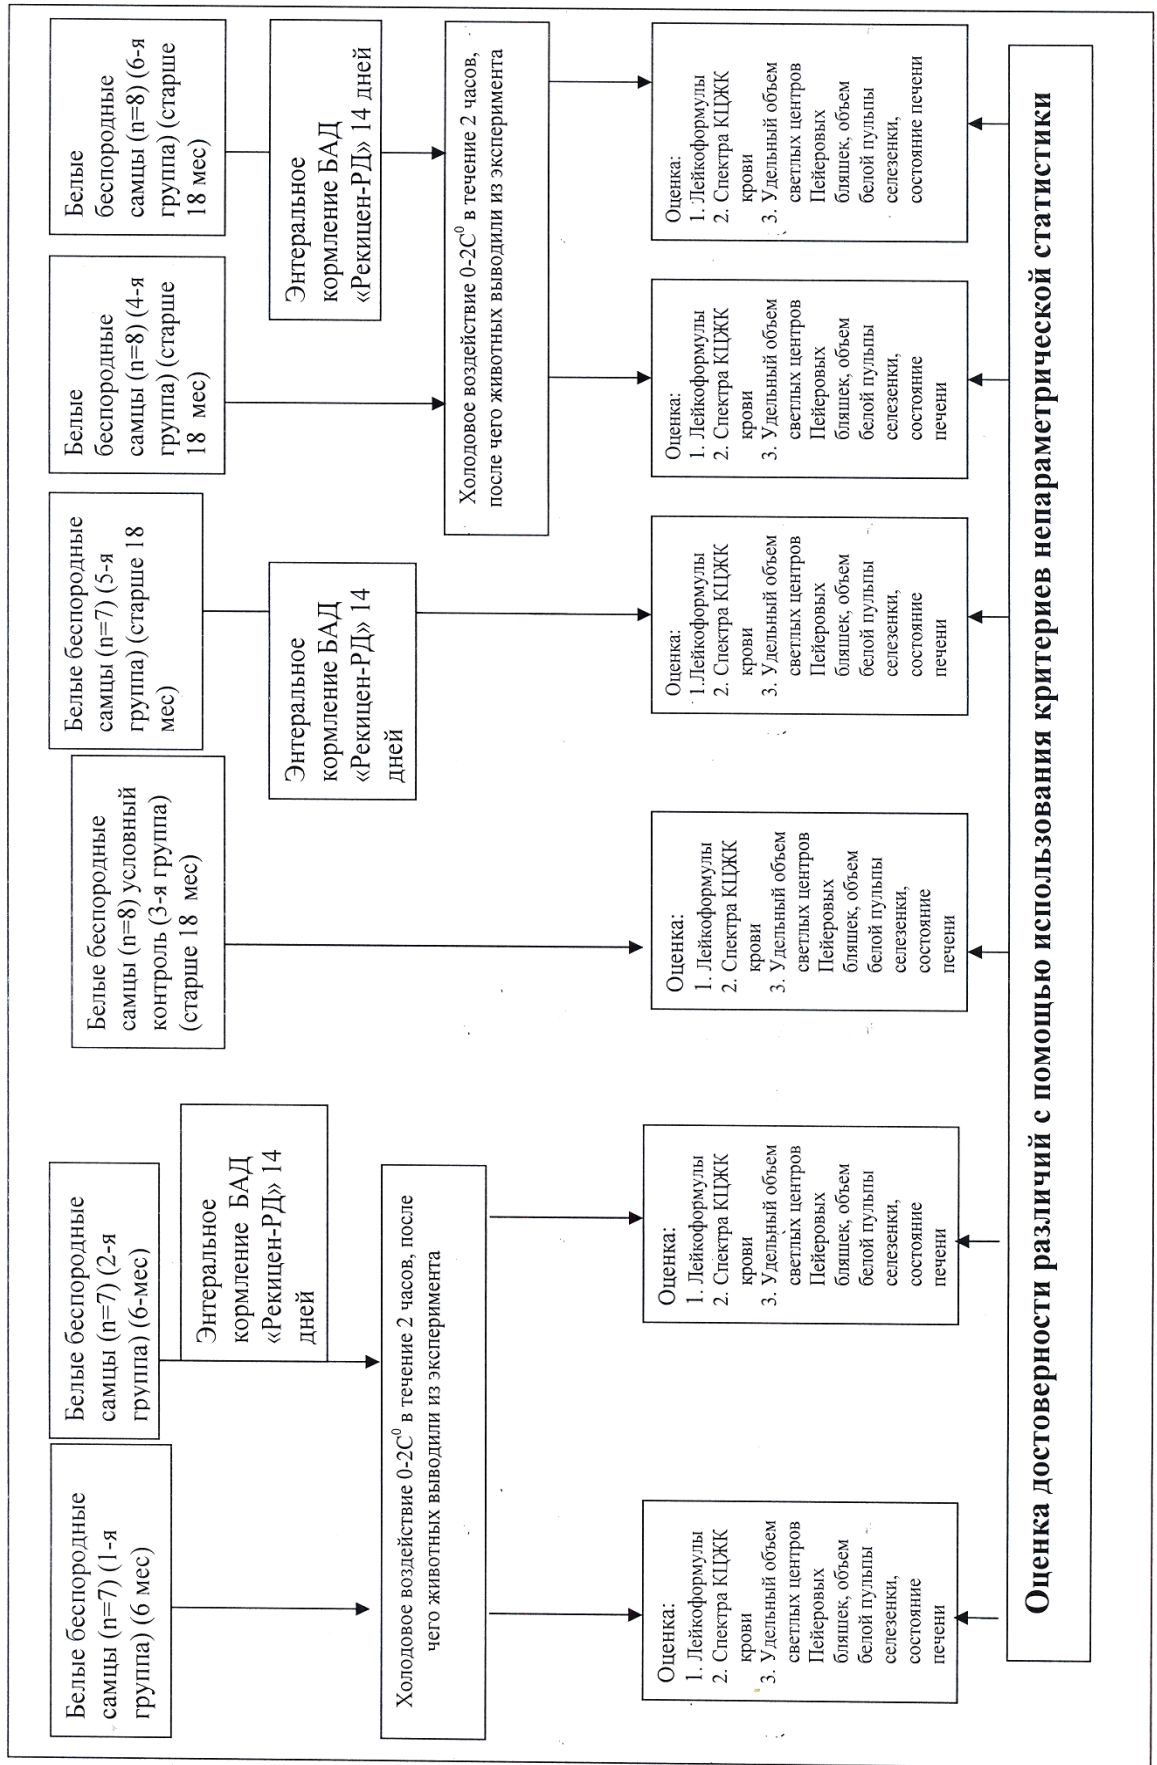 Белые беспородные
самцы (n=7) (1-я
группа) (6 мес)
Белые беспородные
самцы (n=7) (2-я
группа) (6-мес)
Белые беспородные
самцы (n=8) условный
контроль (3-я группа)
(старше 18 мес)
Белые беспородные
самцы (n=7) (5-я
группа) (старше 18
мес)
Белые
беспородные
самцы (n=8) (4-я
группа) (старше
18 мес)
Белые
беспородные
самцы (n=8) (6-я
группа) (старше
18 мес)
Энтеральное
кормление БАД
«Рекицен-РД» 14
дней
Энтеральное
кормление БАД
«Рекицен-РД» 14
дней
Энтеральное
кормление БАД
«Рекицен-РД» 14 дней
Холодовое воздействие 0-2С⁰ в течение 2 часов, после
чего животных выводили из эксперимента
Холодовое воздействие 0-2С⁰ в течение 2 часов,
после чего животных выводили из эксперимента
Оценка:
1. Лейкоформулы
2. Спектра КЦЖК
крови
3. Удельный объем
светлых центров
Пейеровых
бляшек, объем
белой пульпы
селезенки,
состояние
печени
Оценка:
1. Лейкоформулы
2. Спектра КЦЖК
крови
3. Удельный объем
светлых центров
Пейеровых
бляшек, объем
белой пульпы
селезенки,
состояние
печени
Оценка:
1. Лейкоформулы
2. Спектра КЦЖК
крови
3. Удельный объем
светлых центров
Пейеровых
бляшек, объем
белой пульпы
селезенки,
состояние
печени
Оценка:
1.Лейкоформулы
2. Спектра КЦЖК
крови
3. Удельный объем
светлых центров
Пейеровых
бляшек, объем
белой пульпы
селезенки,
состояние
печени
Оценка:
1. Лейкоформулы
2. Спектра КЦЖК
крови
3. Удельный объем
светлых центров
Пейеровых
бляшек, объем
белой пульпы
селезенки,
состояние
печени
Оценка:
1. Лейкоформулы
2. Спектра КЦЖК
крови
3. Удельный объем
светлых центров
Пейеровых
бляшек, объем
белой пульпы
селезенки,
состояние печени
Оценка достоверности различий с помощью использования критериев непараметрической статистики